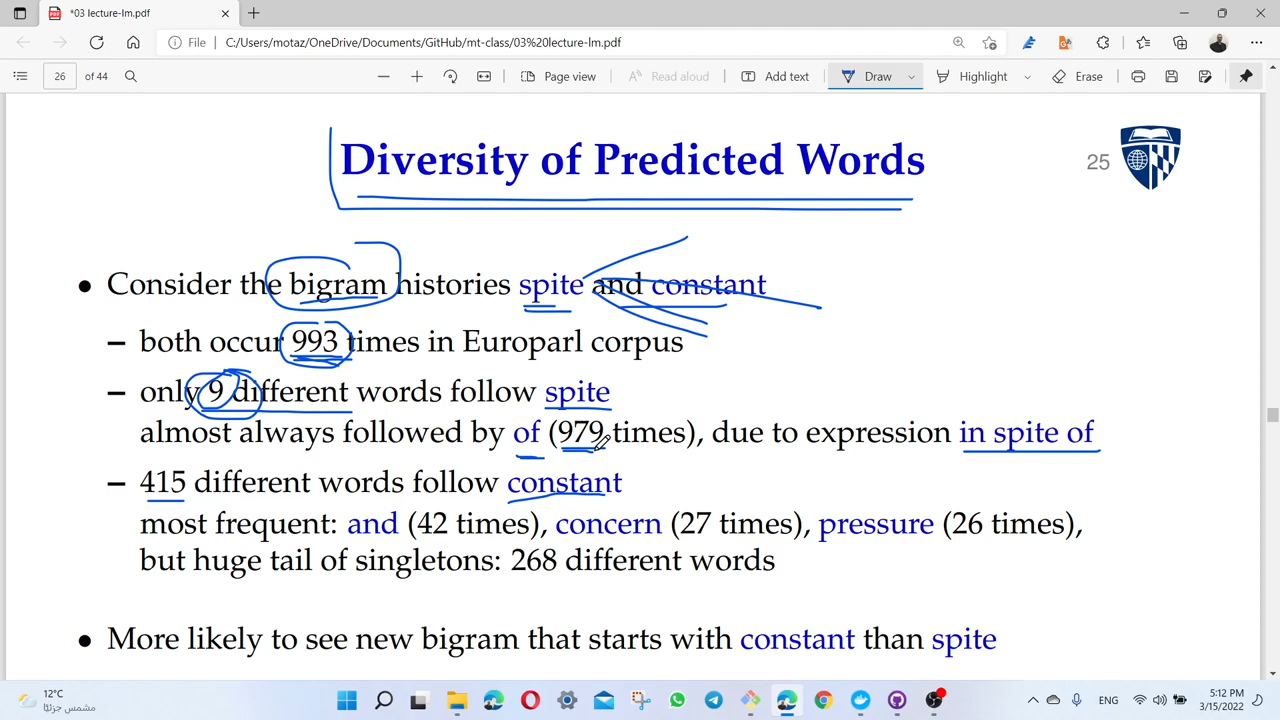 *03 lecture-lm.pdf
File C:/Users/motaz/OneDrive/Documents/GitHub/mt-class/03%20lecture-lm.pdf
26 of 44 Page view Read aloud Add text Draw Highlight Erase
Diversity of Predicted Words
25
• Consider the bigram histories spite and constant
– both occur 993 times in Europarl corpus
– only 9 different words follow spite
almost always followed by of (979 times), due to expression in spite of
– 415 different words follow constant
most frequent: and (42 times), concern (27 times), pressure (26 times),
but huge tail of singletons: 268 different words
• More likely to see new bigram that starts with constant than spite
12°C
مشمس جزئيًا
ENG
5:12 PM
3/15/2022